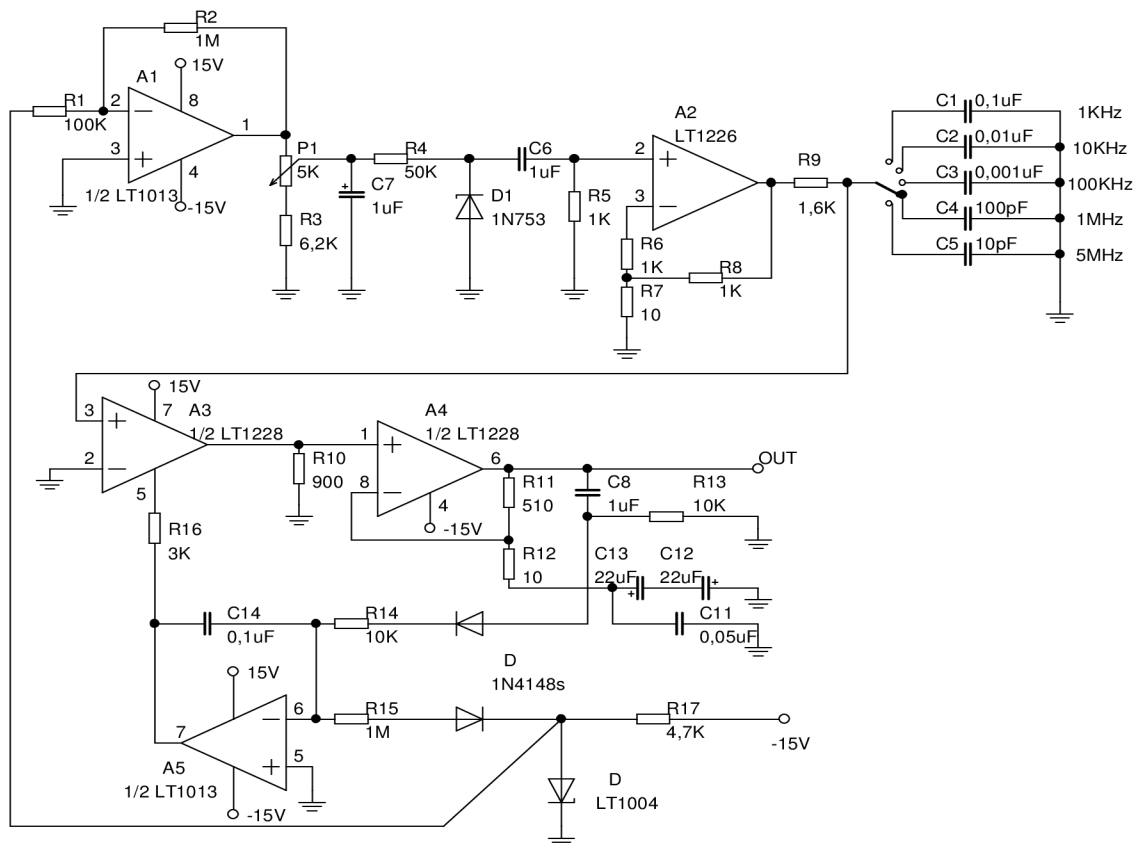 R2
1M
15V
A1
R1
100K
2
8
1
3
4
1/2 LT1013
-15V
P1
5K
R3
6,2K
R4
50K
C7
1uF
D1
1N753
C6
1uF
R5
1K
A2
LT1226
2
3
R6
1K
R7
10
R8
1K
R9
1,6K
C1 0,1uF 1KHz
C2 0,01uF 10KHz
C3 0,001uF 100KHz
C4 100pF 1MHz
C5 10pF 5MHz
15V
7
A3
1/2 LT1228
3
2
5
R10
900
A4
1/2 LT1228
1
8
6
4
-15V
R11
510
C8
1uF
R13
10K
OUT
R16
3K
R12
10
C13
22uF
C12
22uF
C11
0,05uF
C14
0,1uF
R14
10K
D
1N4148s
15V
R15
1M
6
7
5
A5
1/2 LT1013
-15V
R17
4,7K
-15V
D
LT1004